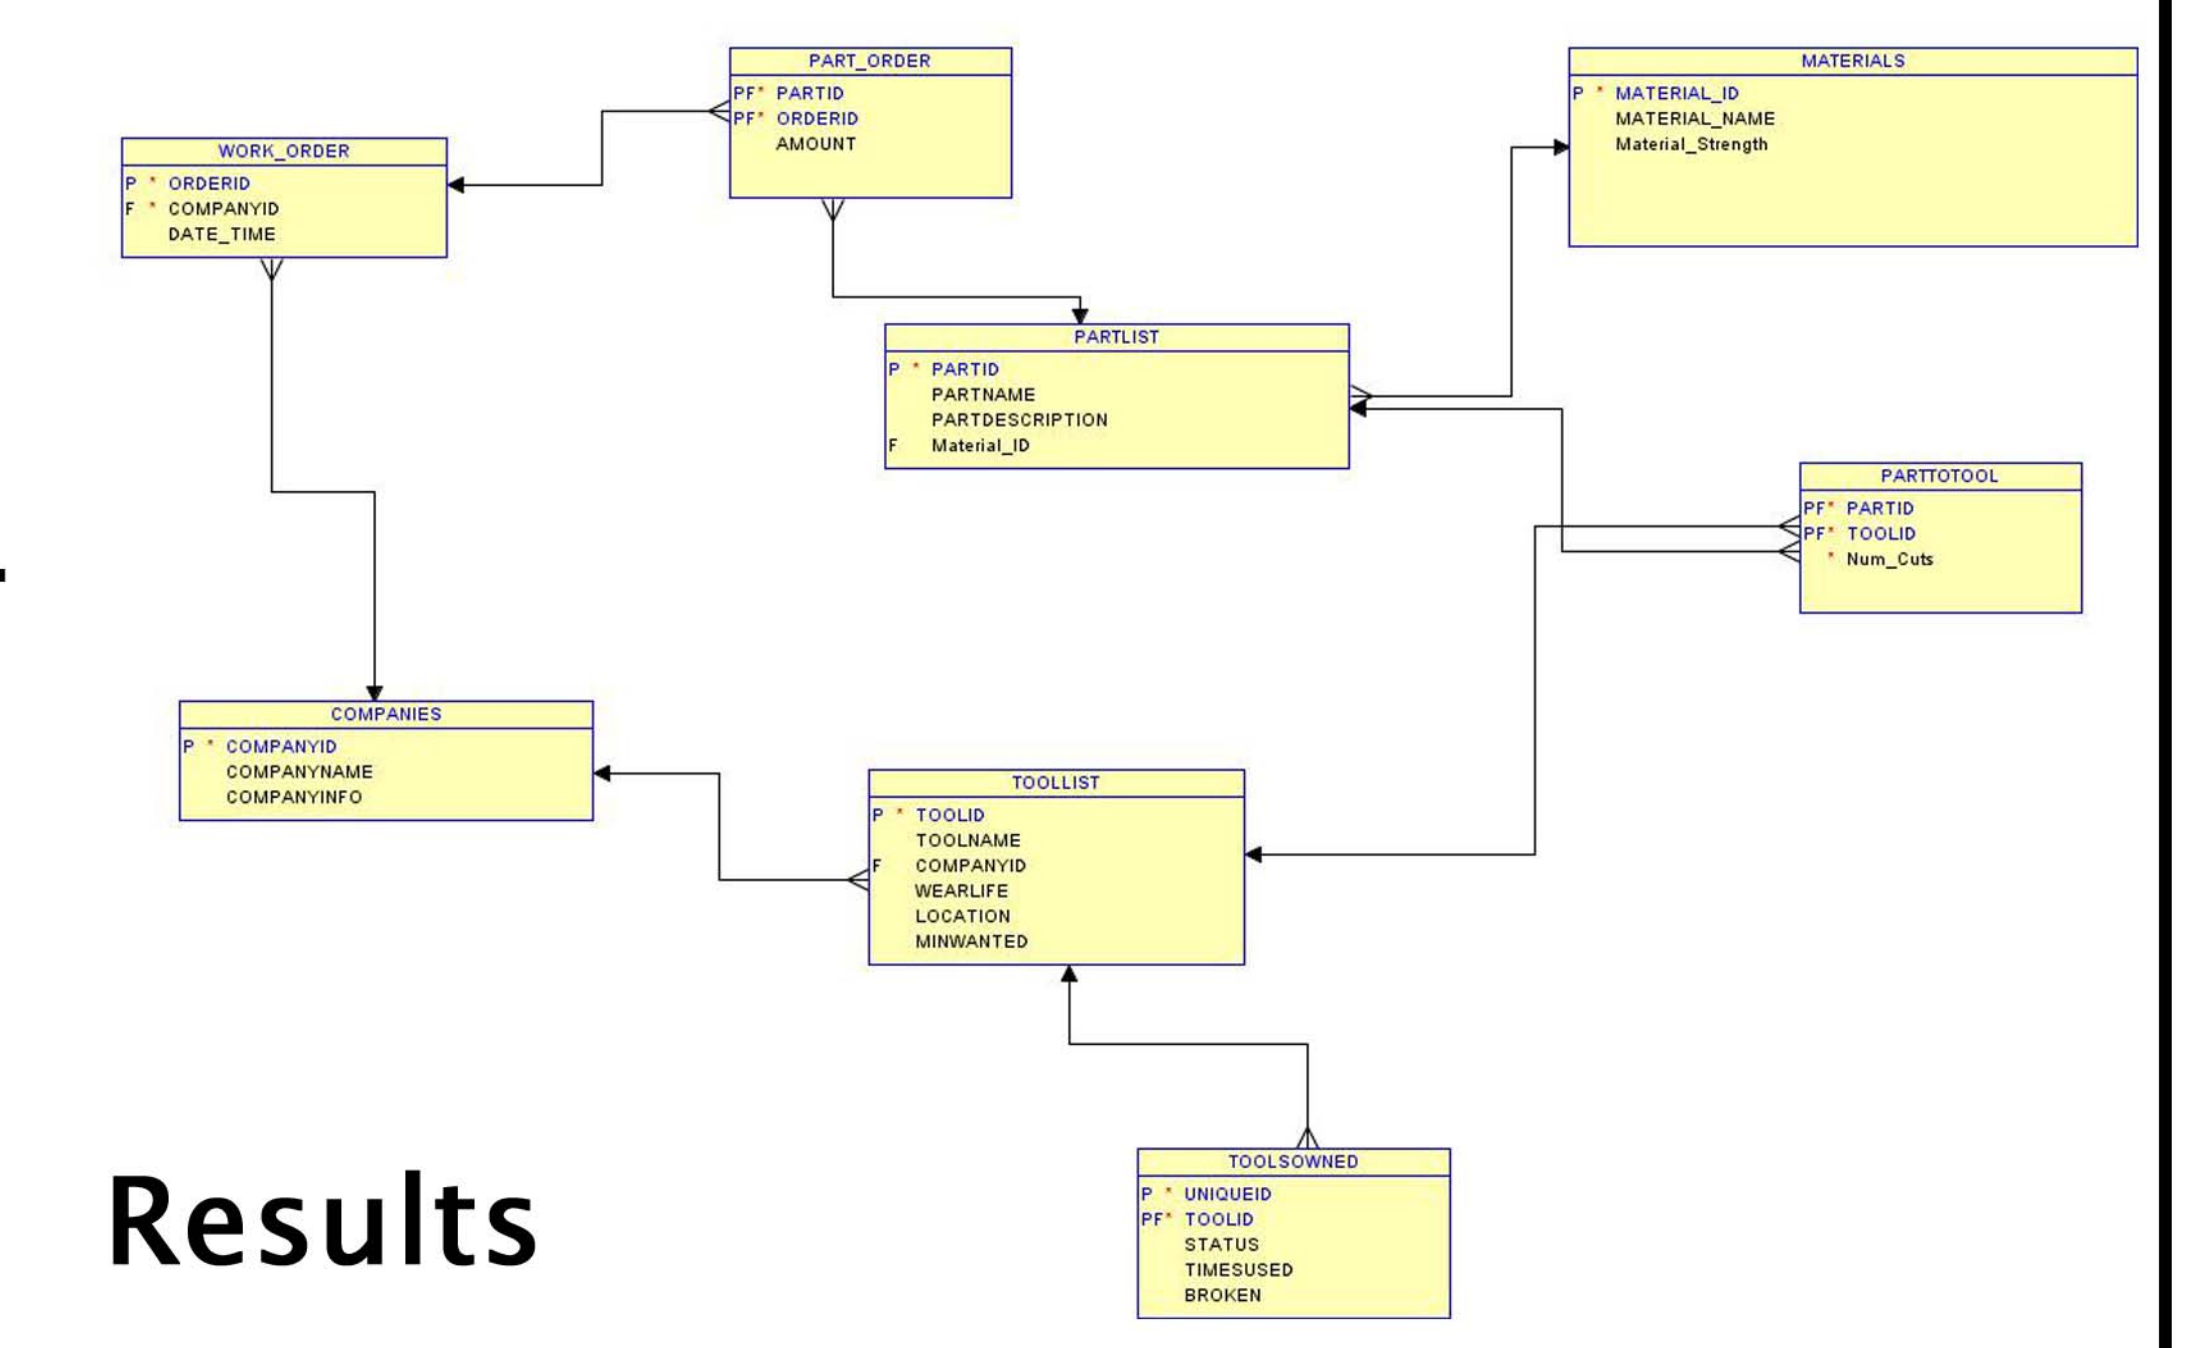 PART_ORDER
PF* PARTID
PF* ORDERID
AMOUNT
MATERIALS
P * MATERIAL_ID
MATERIAL_NAME
Material_Strength
WORK_ORDER
P * ORDERID
F * COMPANYID
DATE_TIME
PARTLIST
P * PARTID
PARTNAME
PARTDESCRIPTION
F Material_ID
PARTTOTOOL
PF* PARTID
PF* TOOLID
* Num_Cuts
COMPANIES
P * COMPANYID
COMPANYNAME
COMPANYINFO
TOOLLIST
P * TOOLID
TOOLNAME
F COMPANYID
WEARLIFE
LOCATION
MINWANTED
TOOLSOWNED
P * UNIQUEID
PF* TOOLID
STATUS
TIMESUSED
BROKEN
Results